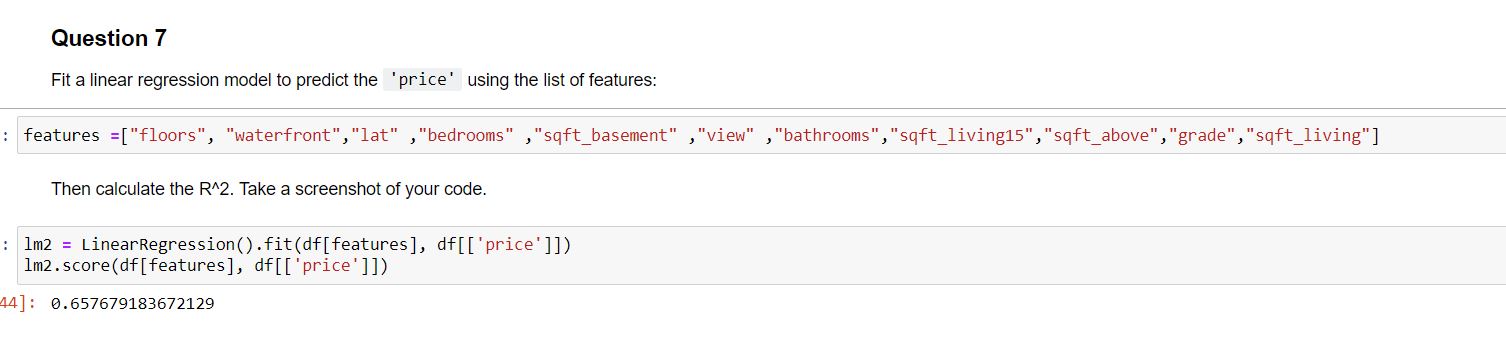 Question 7
Fit a linear regression model to predict the 'price' using the list of features:
: features =["floors", "waterfront","lat" ,"bedrooms" ,"sqft_basement" ,"view" ,"bathrooms","sqft_living15","sqft_above","grade","sqft_living"]
Then calculate the R^2. Take a screenshot of your code.
: lm2 = LinearRegression().fit(df[features], df[['price']])
lm2.score(df[features], df[['price']])
44]: 0.657679183672129